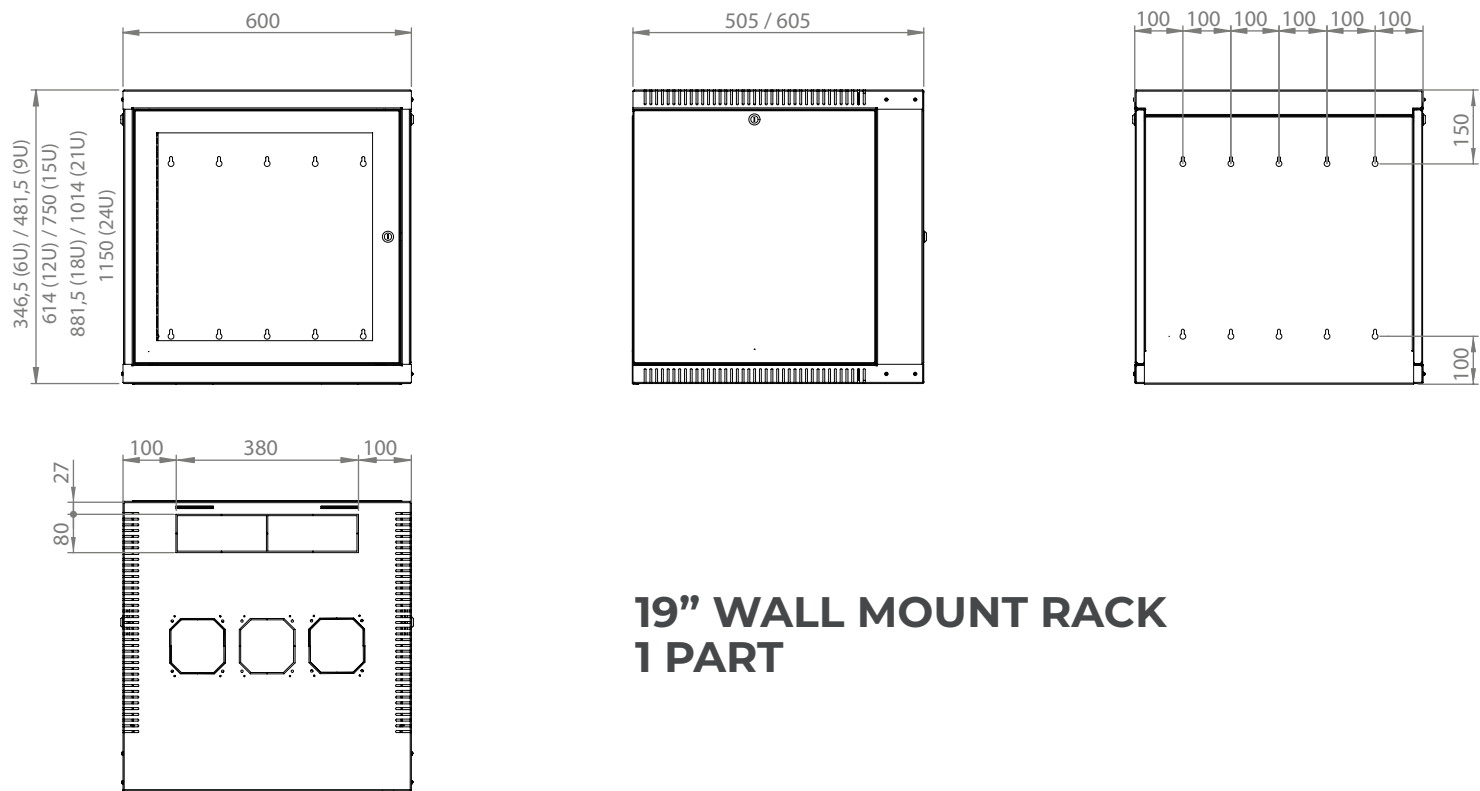 600
346,5 (6U) / 481,5 (9U)
614 (12U) / 750 (15U)
881,5 (18U) / 1014 (21U)
1150 (24U)
505 / 605
100 100 100 100 100 100
150
100
100 380 100
27
80
19” WALL MOUNT RACK
1 PART